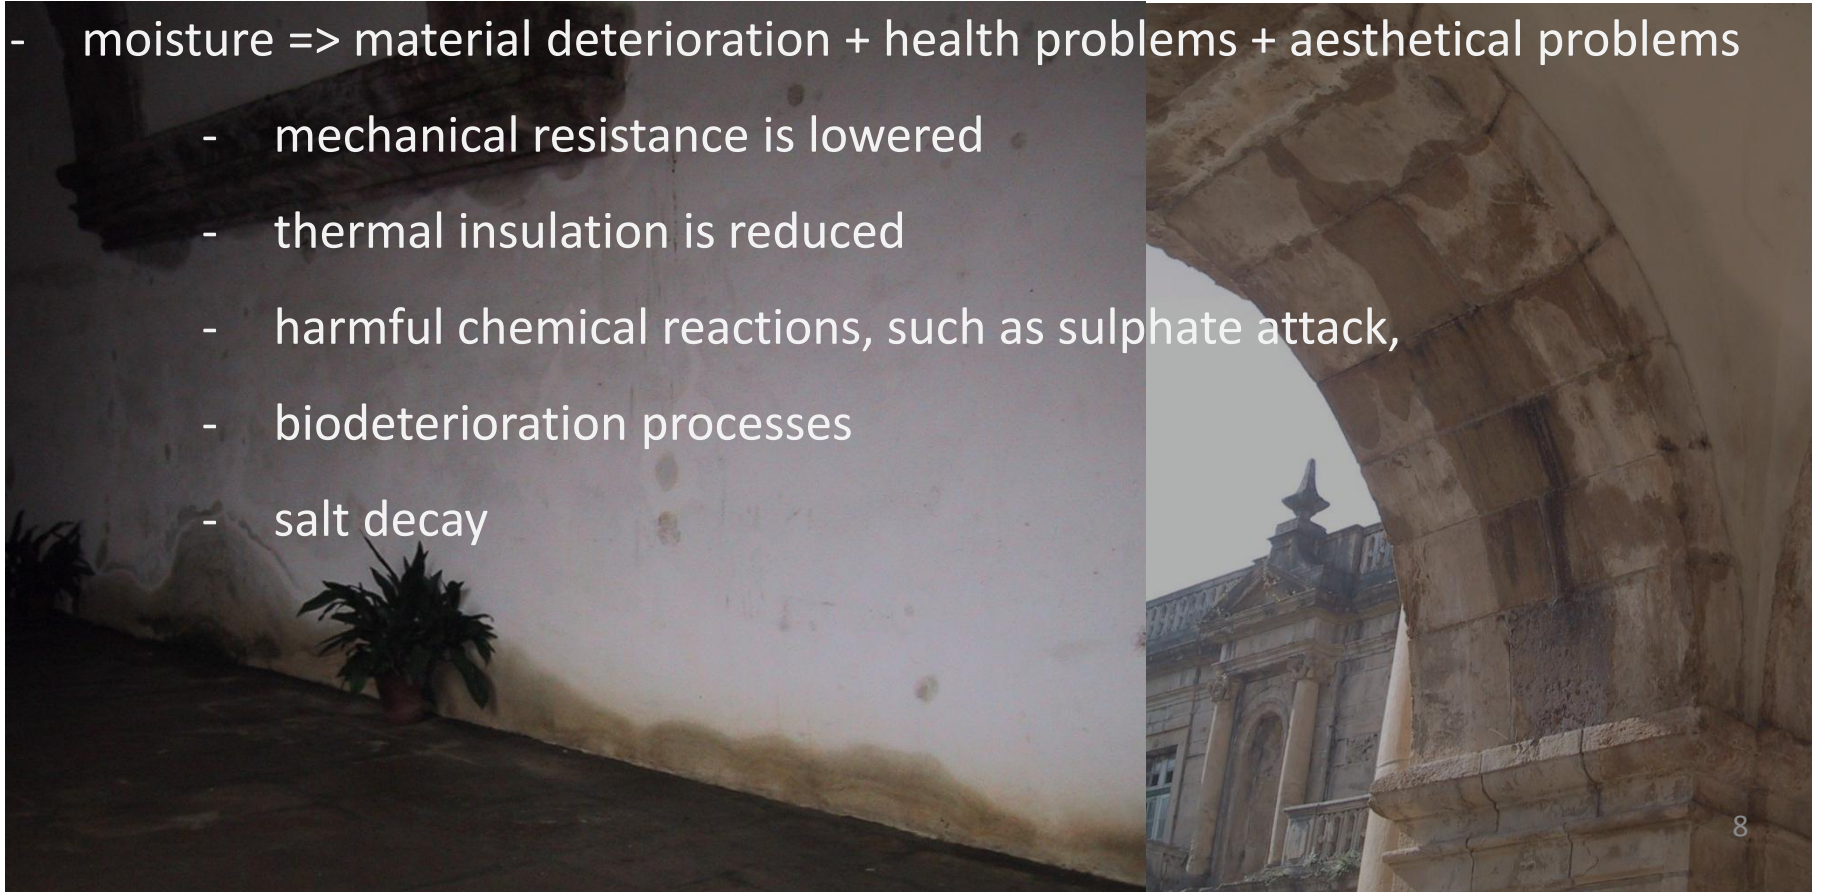 - moisture => material deterioration + health problems + aesthetical problems
- mechanical resistance is lowered
- thermal insulation is reduced
- harmful chemical reactions, such as sulphate attack,
- biodeterioration processes
- salt decay
8